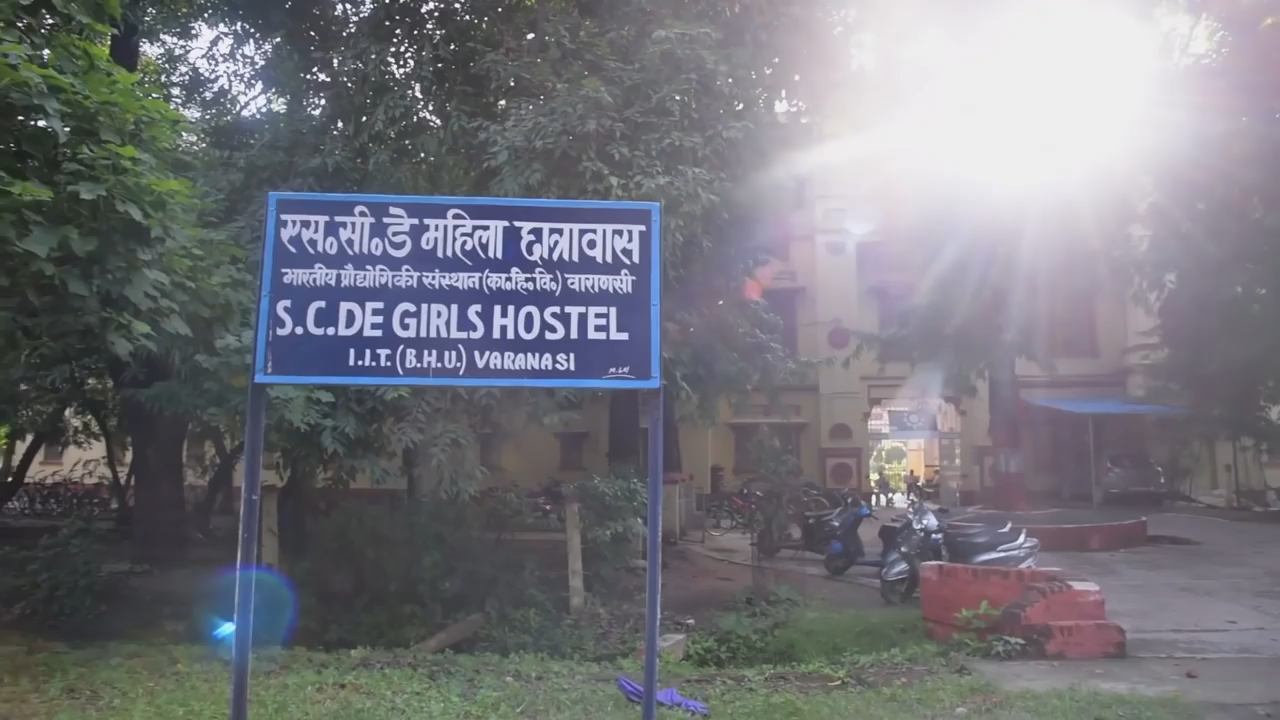 एस॰सी॰डे महिला छात्रावास
भारतीय प्रौद्योगिकी संस्थान (का॰हि॰वि॰) वाराणसी
S.C.DE GIRLS HOSTEL
I.I.T. (B.H.U.) VARANASI